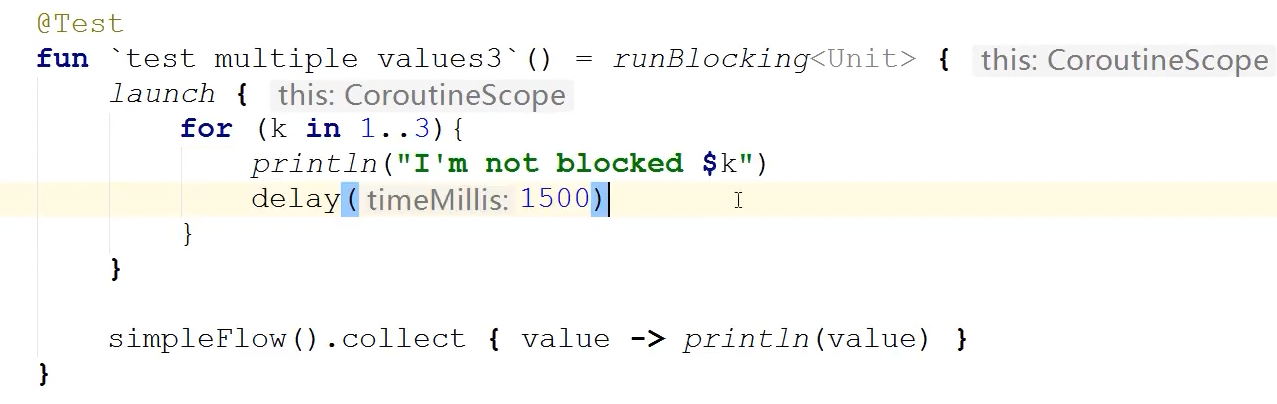 @Test
fun `test multiple values3`() = runBlocking<Unit> { this: CoroutineScope
launch { this: CoroutineScope
for (k in 1..3){
println("I'm not blocked $k")
delay( timeMillis: 1500)
}
}
simpleFlow().collect { value -> println(value) }
}